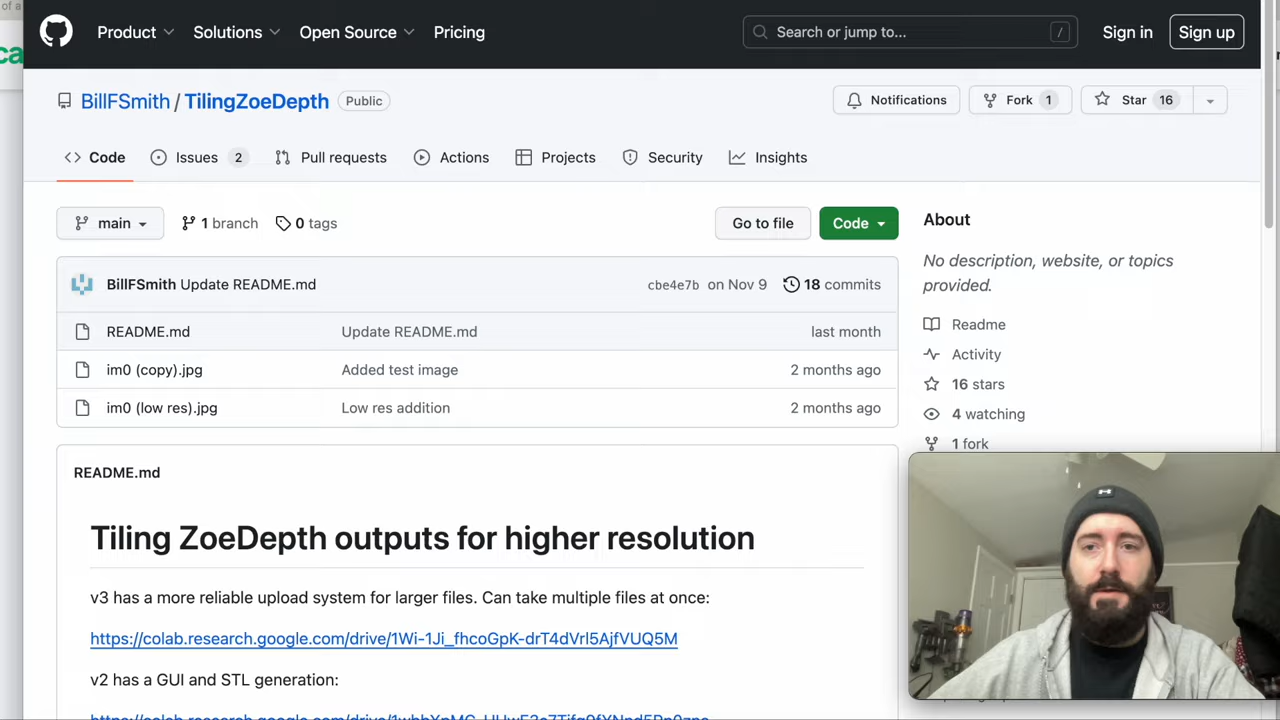 of a
ca
Product
Solutions
Open Source
Pricing
Search or jump to...
/
Sign in
Sign up
BillFSmith / TilingZoeDepth
Public
Notifications
Fork 1
Star 16
Code
Issues 2
Pull requests
Actions
Projects
Security
Insights
main
1 branch
0 tags
Go to file
Code
BillFSmith Update README.md
cbe4e7b on Nov 9
18 commits
README.md
Update README.md
last month
im0 (copy).jpg
Added test image
2 months ago
im0 (low res).jpg
Low res addition
2 months ago
About
No description, website, or topics
provided.
Readme
Activity
16 stars
4 watching
1 fork
README.md
Tiling ZoeDepth outputs for higher resolution
v3 has a more reliable upload system for larger files. Can take multiple files at once:
https://colab.research.google.com/drive/1Wi-1Ji_fhcoGpK-drT4dVrl5AjfVUQ5M
v2 has a GUI and STL generation: